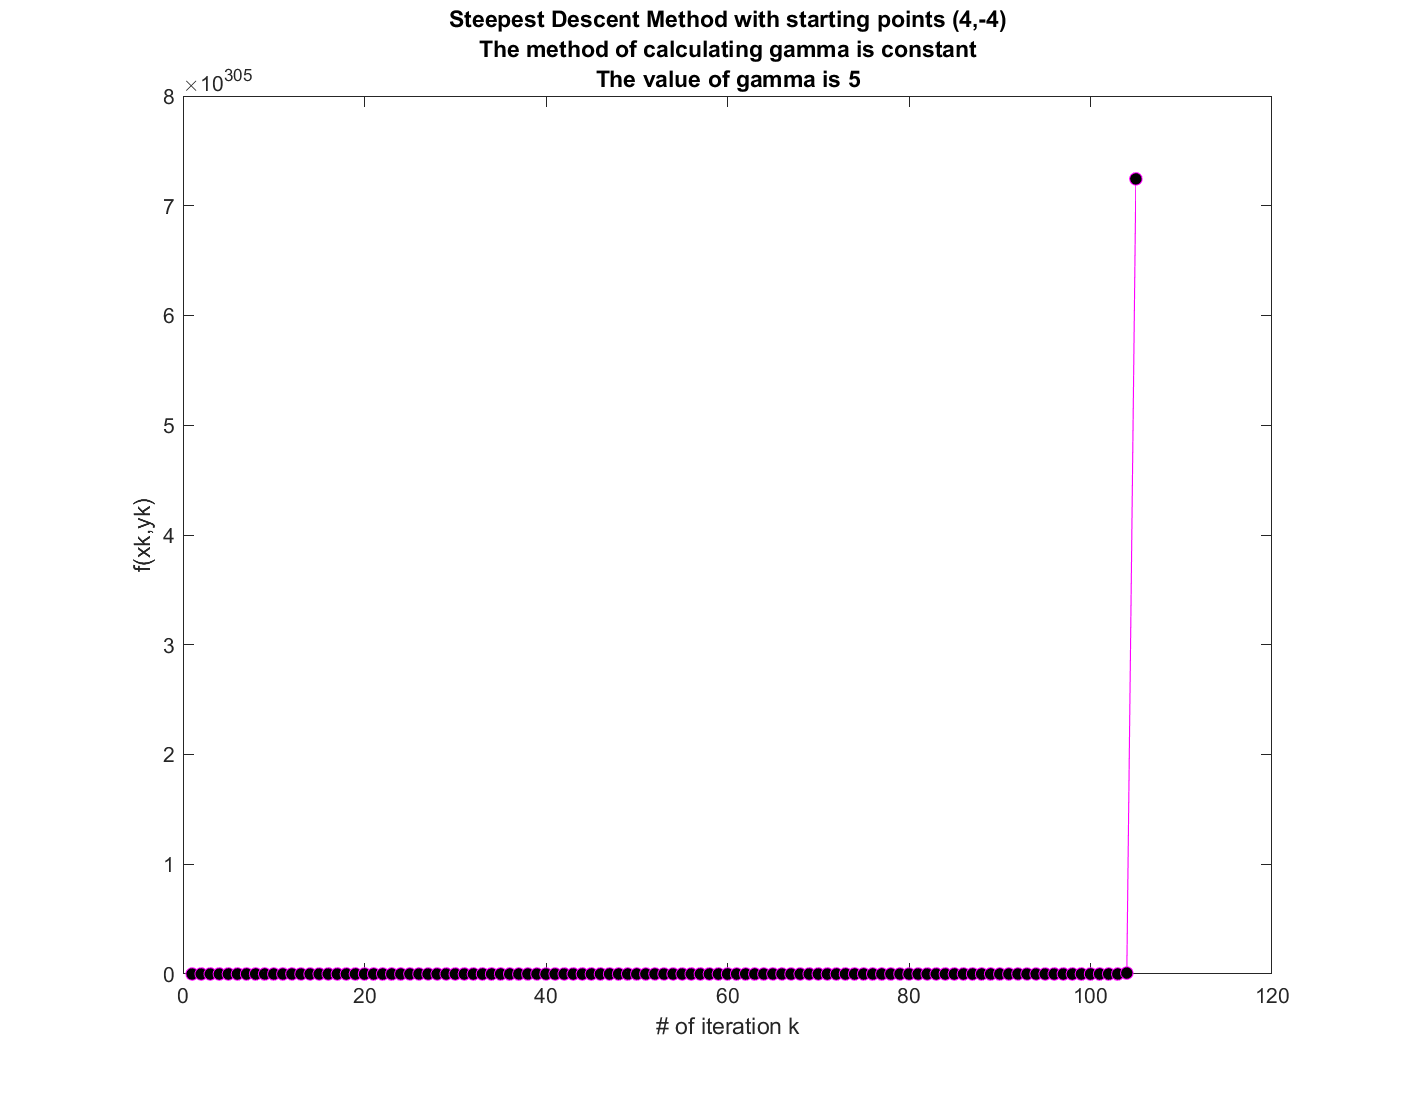 Steepest Descent Method with starting points (4,-4)
The method of calculating gamma is constant
The value of gamma is 5
×10^305
8
7
6
5
4
3
2
1
0
f(xk,yk)
0 20 40 60 80 100 120
# of iteration k